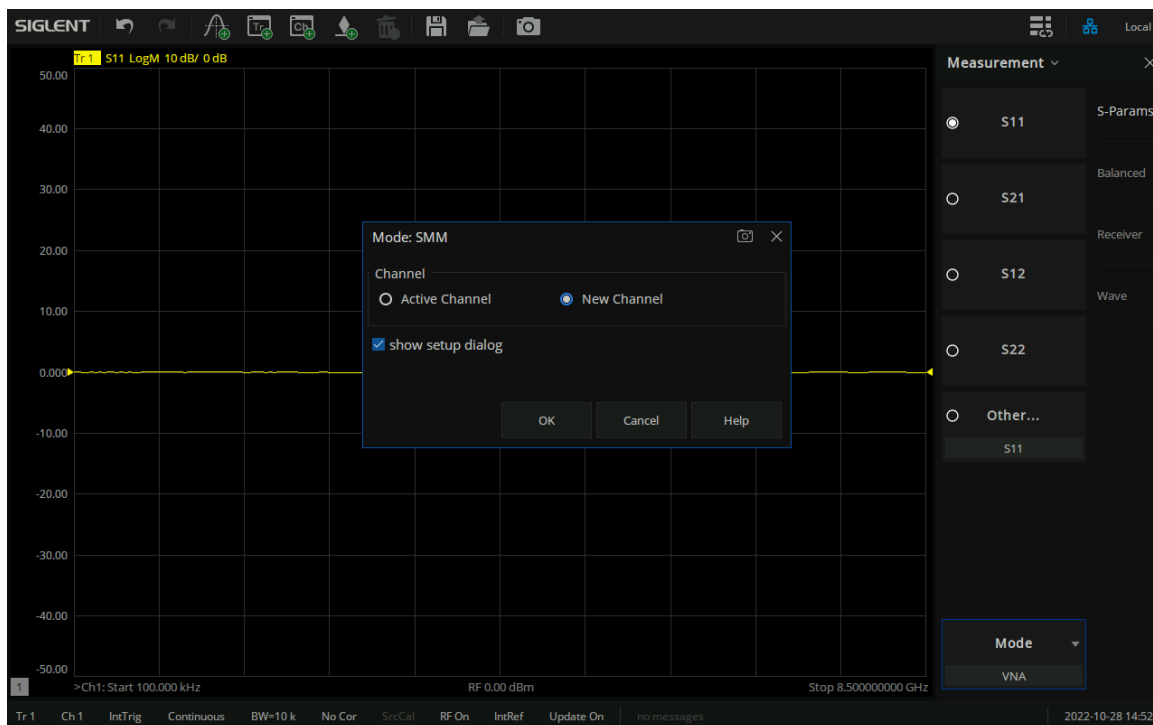 SIGLENT Tr Ch Local
Tr 1 S11 LogM 10 dB/ 0 dB
50.00
40.00
30.00
20.00
10.00
0.000
-10.00
-20.00
-30.00
-40.00
-50.00
1 >Ch1: Start 100.000 kHz RF 0.00 dBm Stop 8.500000000 GHz
Mode: SMM
Channel
Active Channel New Channel
show setup dialog
OK Cancel Help
Measurement
S11
S21
S12
S22
Other...
S11
S-Params
Balanced
Receiver
Wave
Mode
VNA
Tr 1 Ch 1 IntTrig Continuous BW=10 k No Cor SrcCal RF On IntRef Update On no messages 2022-10-28 14:52